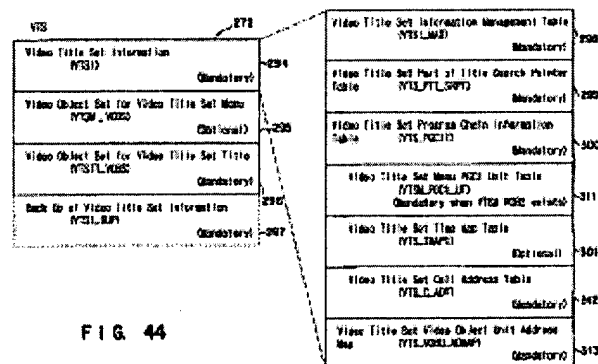 VTS
272
Video Title Set Information
(VTSI)
(Mandatory)
294
Video Object Set for Video Title Set Menu
(VTSM_VOBS)
(Optional)
295
Video Object Set for Video Title Set Title
(VTSTT_VOBS)
(Mandatory)
296
Back Up of Video Title Set Information
(VTSI_BUP)
(Mandatory)
297
Video Title Set Information Management Table
(VTSI_MAT)
(Mandatory)
298
Video Title Set Part of Title Search Pointer
Table
(VTS_PTT_SRPT)
(Mandatory)
299
Video Title Set Program Chain Information
Table
(VTS_PGCIT)
(Mandatory)
300
Video Title Set Menu PGCI Unit Table
(VTSM_PGCI_UT)
(Mandatory when VTSM_VOBS exists)
311
Video Title Set Time Map Table
(VTS_TMAPT)
(Optional)
301
Video Title Set Cell Address Table
(VTS_C_ADT)
(Mandatory)
312
Video Title Set Video Object Unit Address
Map
(VTS_VOBU_ADMAP)
(Mandatory)
313
FIG. 44